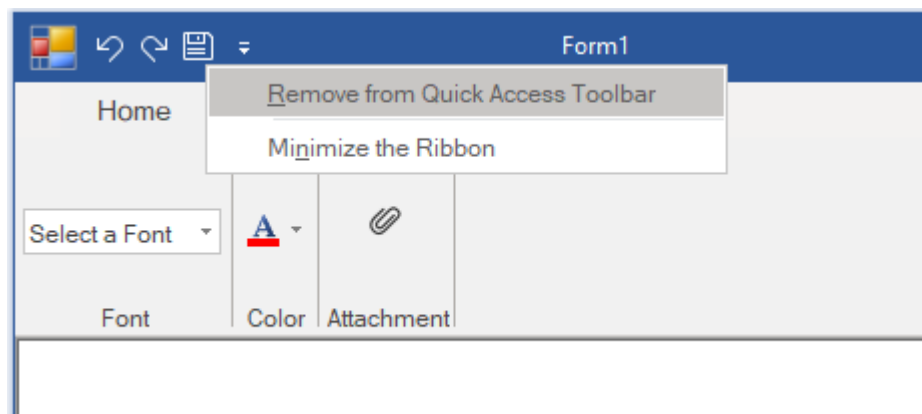 Form1
Remove from Quick Access Toolbar
Home
Minimize the Ribbon
Select a Font
A
Font
Color
Attachment